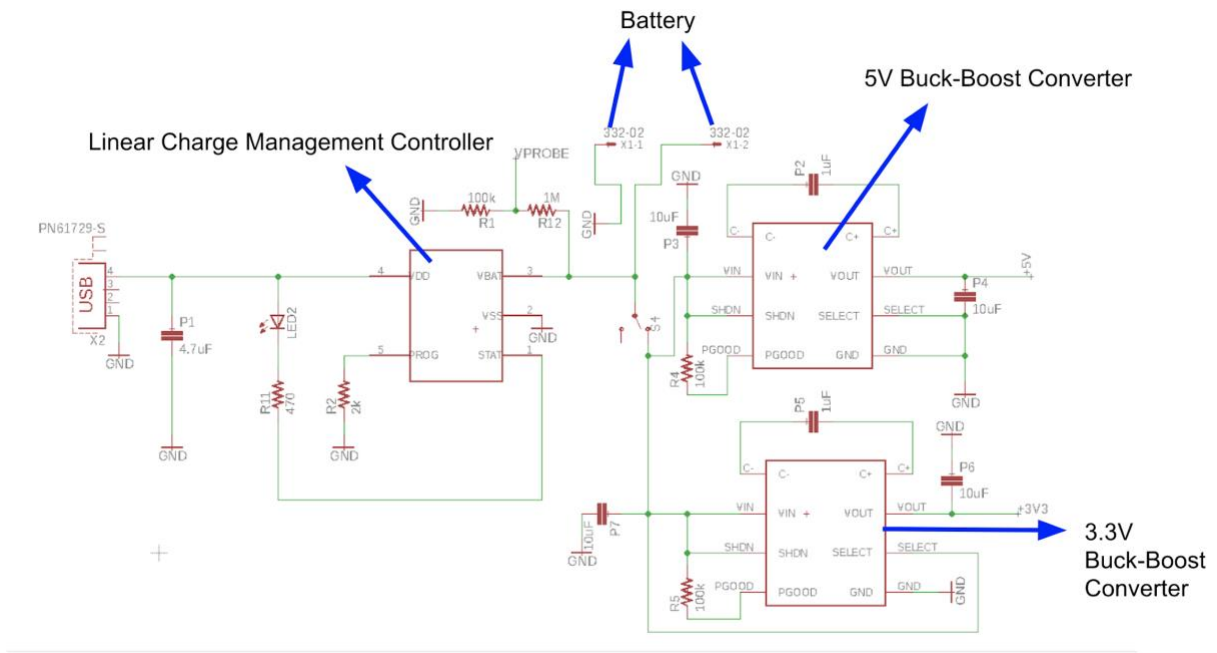 Battery
5V Buck-Boost Converter
Linear Charge Management Controller
332-02
X1-1
332-02
X1-2
VPROBE
GND
100k
R1
1M
R12
GND
GND
10uF
P3
P2
1uF
C-
C-
C+
C+
PN61729-S
USB
4
3
2
1
X2
GND
P1
4.7uF
GND
LED2
R11
470
R2
2k
GND
4
VDD
VBAT
3
VSS
2
GND
5
PROG
STAT
1
S4
VIN
VIN +
VOUT
VOUT
+5V
P4
10uF
SHDN
SHDN
SELECT
SELECT
PGOOD
PGOOD
GND
GND
R4
100k
GND
P5
1uF
C-
C-
C+
C+
GND
P6
10uF
VIN
VIN +
VOUT
VOUT
+3V3
10uF
P7
GND
SHDN
SHDN
SELECT
SELECT
PGOOD
PGOOD
GND
GND
GND
R5
100k
3.3V
Buck-Boost
Converter